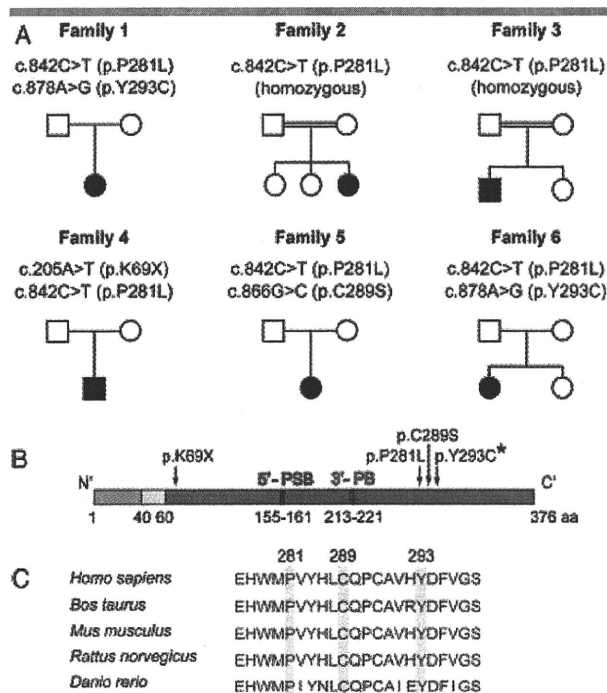 A
Family 1 Family 2 Family 3
c.842C>T (p.P281L) c.842C>T (p.P281L) c.842C>T (p.P281L)
c.878A>G (p.Y293C) (homozygous) (homozygous)
Family 4 Family 5 Family 6
c.205A>T (p.K69X) c.842C>T (p.P281L) c.842C>T (p.P281L)
c.842C>T (p.P281L) c.866G>C (p.C289S) c.878A>G (p.Y293C)
B
p.C289S
p.K69X p.P281L p.Y293C*
N' 5'-PSB 3'-PB C'
1 40 60 155-161 213-221 376 aa
C
281 289 293
Homo sapiens EHWMPVYHLCQPCAVHYDFVGS
Bos taurus EHWMPVYHLCQPCAVRYDFVGS
Mus musculus EHWMPVYHLCQPCAVHYDFVGS
Rattus norvegicus EHWMPVYHLCQPCAVHYDFVGS
Danio rerio EHWMPIYNLCQPCAIEYDFIGS